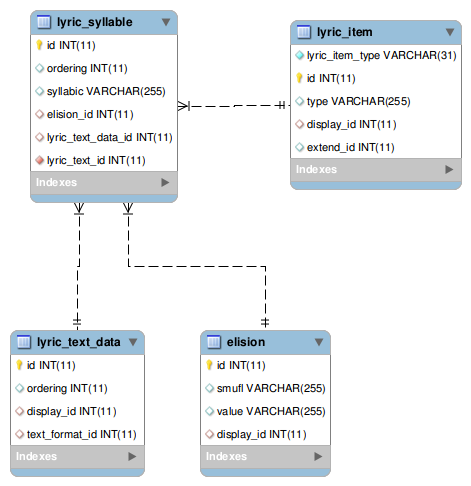 lyric_syllable
id INT(11)
ordering INT(11)
syllabic VARCHAR(255)
elision_id INT(11)
lyric_text_data_id INT(11)
lyric_text_id INT(11)
Indexes
lyric_item
lyric_item_type VARCHAR(31)
id INT(11)
type VARCHAR(255)
display_id INT(11)
extend_id INT(11)
Indexes
lyric_text_data
id INT(11)
ordering INT(11)
display_id INT(11)
text_format_id INT(11)
Indexes
elision
id INT(11)
smufl VARCHAR(255)
value VARCHAR(255)
display_id INT(11)
Indexes